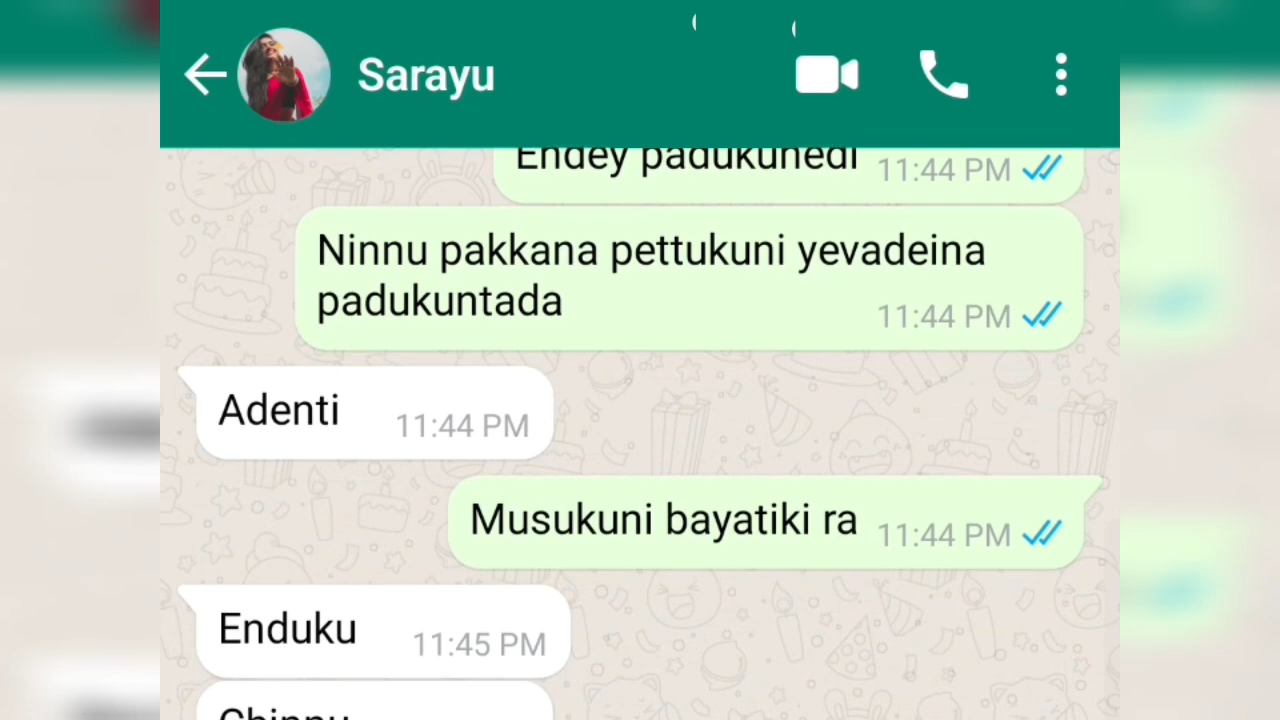 Sarayu
Endey padukunedi 11:44 PM
Ninnu pakkana pettukuni yevadeina
padukuntada 11:44 PM
Adenti 11:44 PM
Musukuni bayatiki ra 11:44 PM
Enduku 11:45 PM